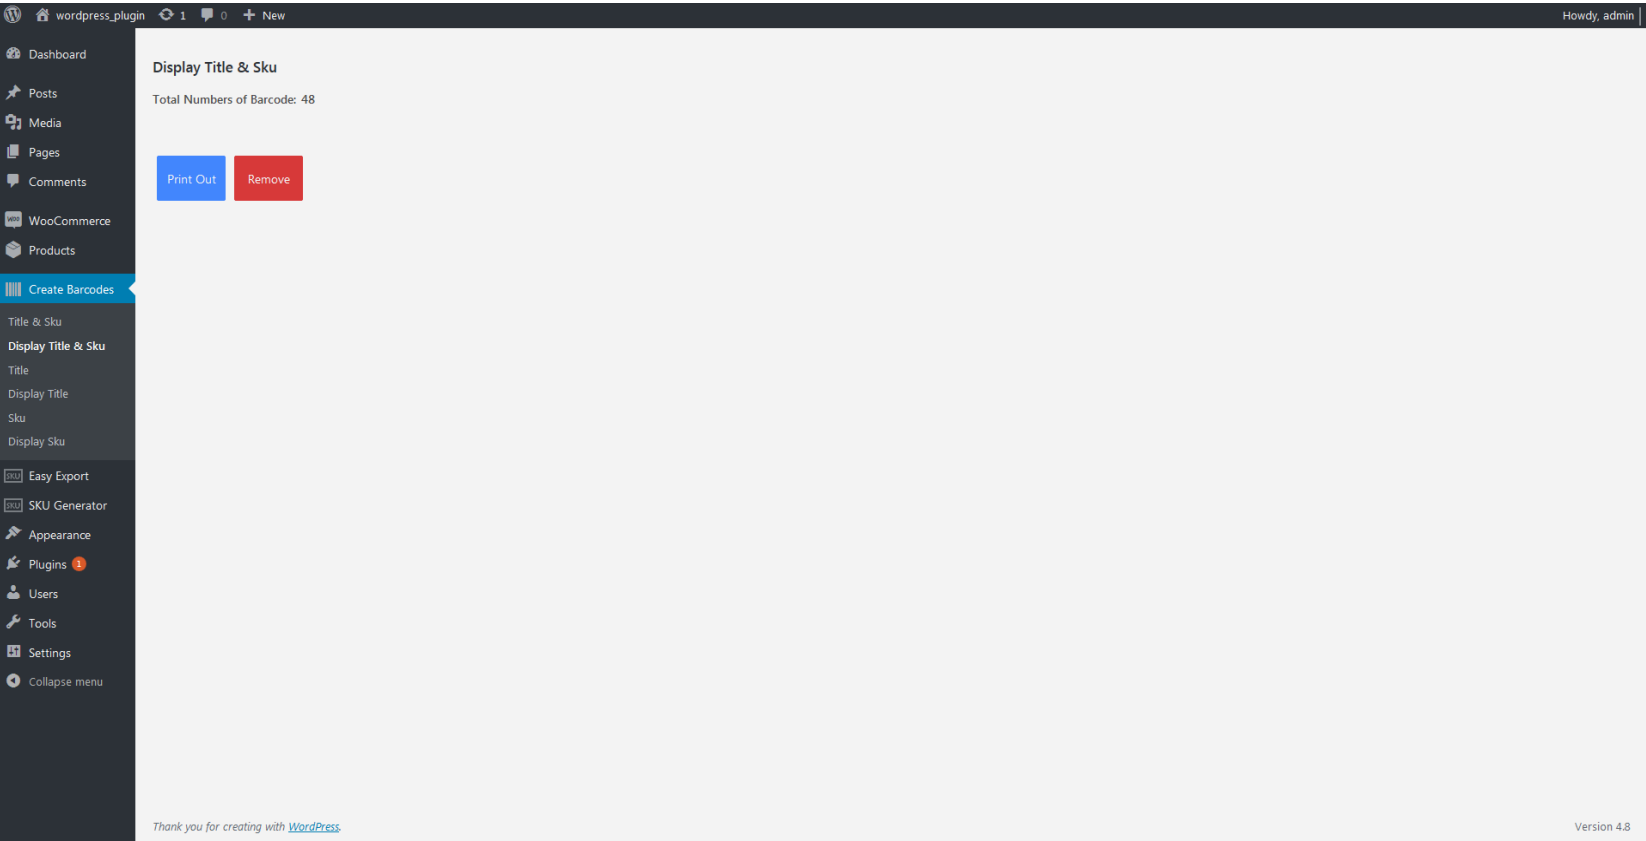 wordpress_plugin 1 0 + New Howdy, admin
Dashboard
Posts
Media
Pages
Comments
WOO WooCommerce
Products
Create Barcodes
Title & Sku
Display Title & Sku
Title
Display Title
Sku
Display Sku
SKU Easy Export
SKU SKU Generator
Appearance
Plugins 1
Users
Tools
Settings
Collapse menu
Display Title & Sku
Total Numbers of Barcode: 48
Print Out Remove
Thank you for creating with WordPress. Version 4.8